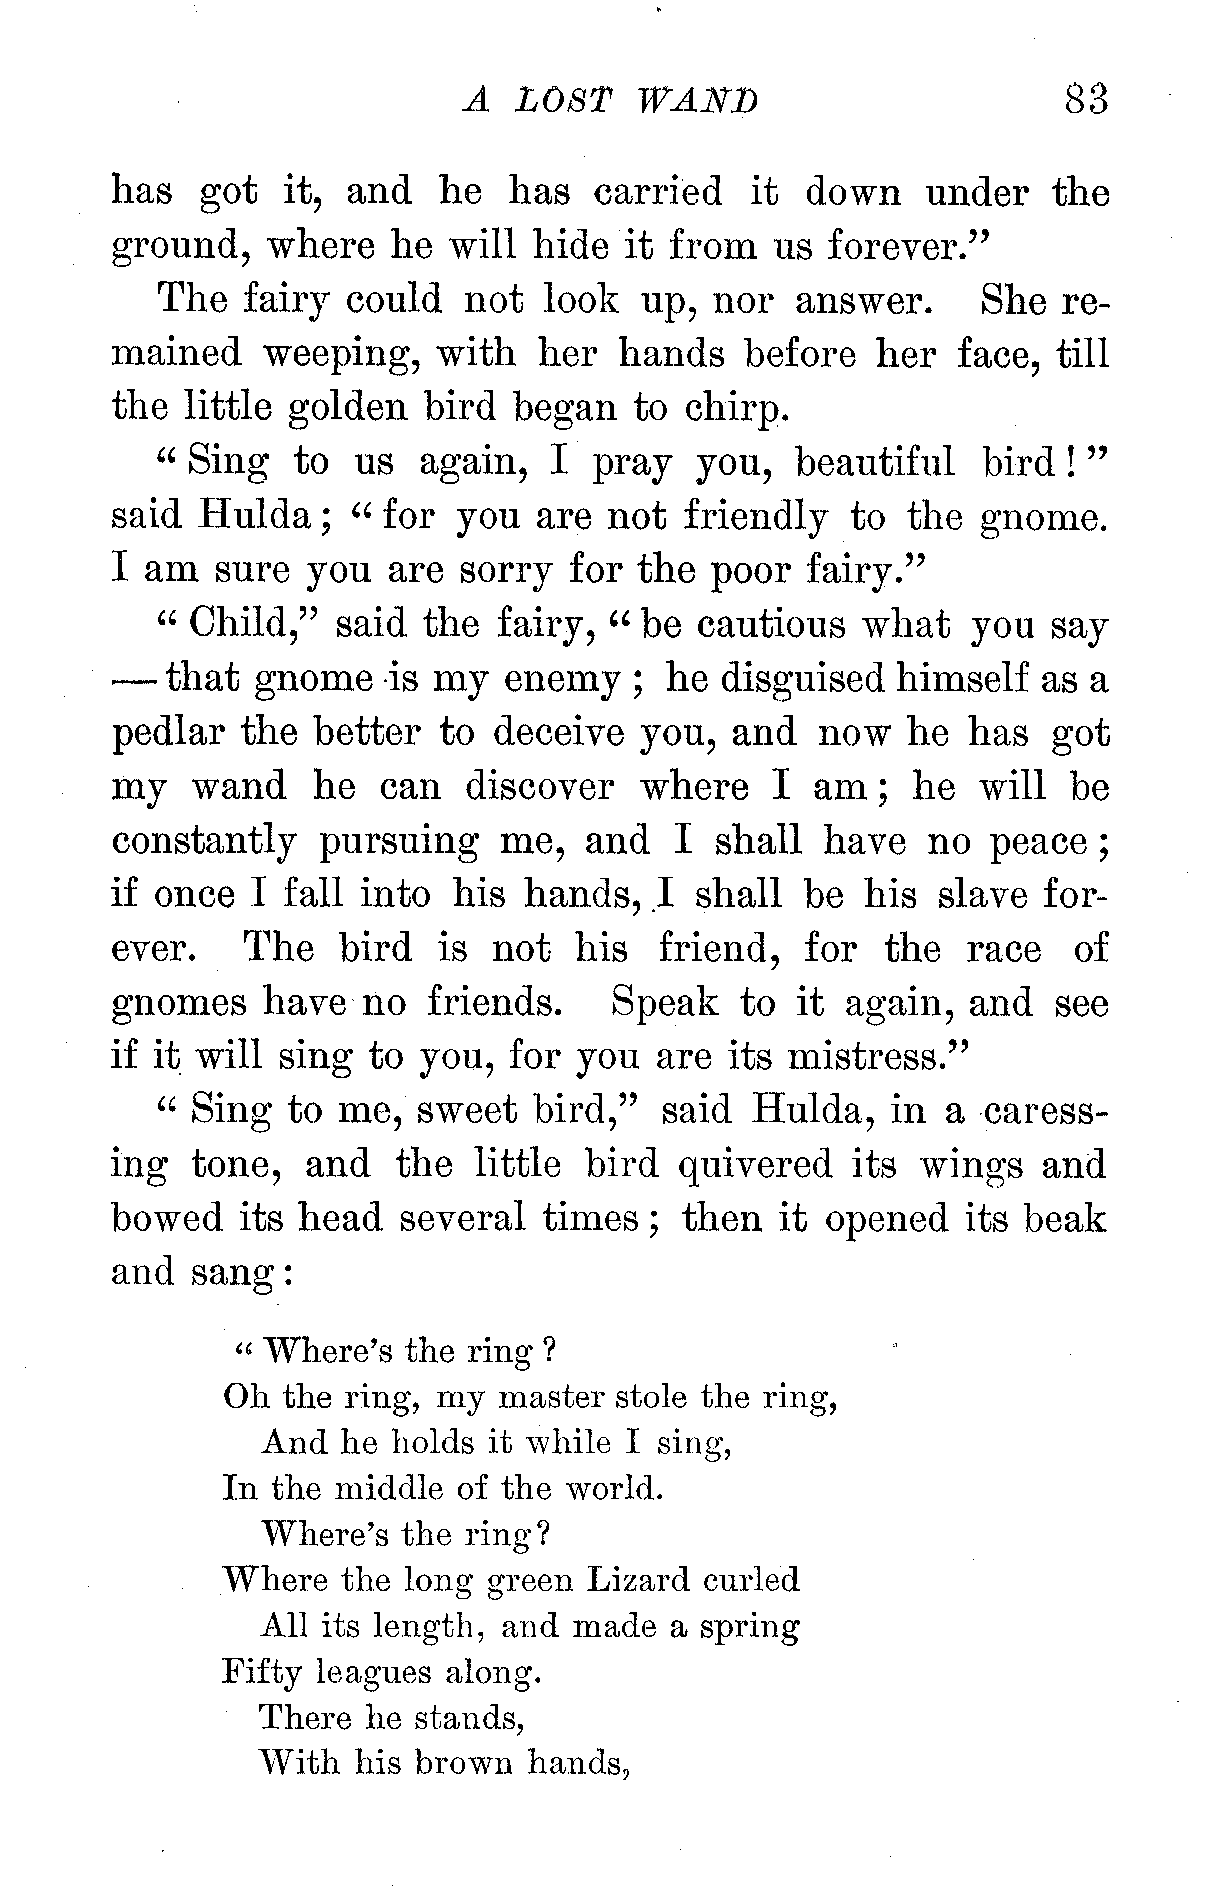 A LOST WAND 83
has got it, and he has carried it down under the
ground, where he will hide it from us forever.”
The fairy could not look up, nor answer. She re-
mained weeping, with her hands before her face, till
the little golden bird began to chirp.
“ Sing to us again, I pray you, beautiful bird ! ”
said Hulda ; “ for you are not friendly to the gnome.
I am sure you are sorry for the poor fairy.”
“ Child,” said the fairy, “ be cautious what you say
— that gnome is my enemy ; he disguised himself as a
pedlar the better to deceive you, and now he has got
my wand he can discover where I am ; he will be
constantly pursuing me, and I shall have no peace ;
if once I fall into his hands, I shall be his slave for-
ever. The bird is not his friend, for the race of
gnomes have no friends. Speak to it again, and see
if it will sing to you, for you are its mistress.”
“ Sing to me, sweet bird,” said Hulda, in a caress-
ing tone, and the little bird quivered its wings and
bowed its head several times ; then it opened its beak
and sang :
“ Where’s the ring ?
Oh the ring, my master stole the ring,
And he holds it while I sing,
In the middle of the world.
Where’s the ring?
Where the long green Lizard curled
All its length, and made a spring
Fifty leagues along.
There he stands,
With his brown hands,